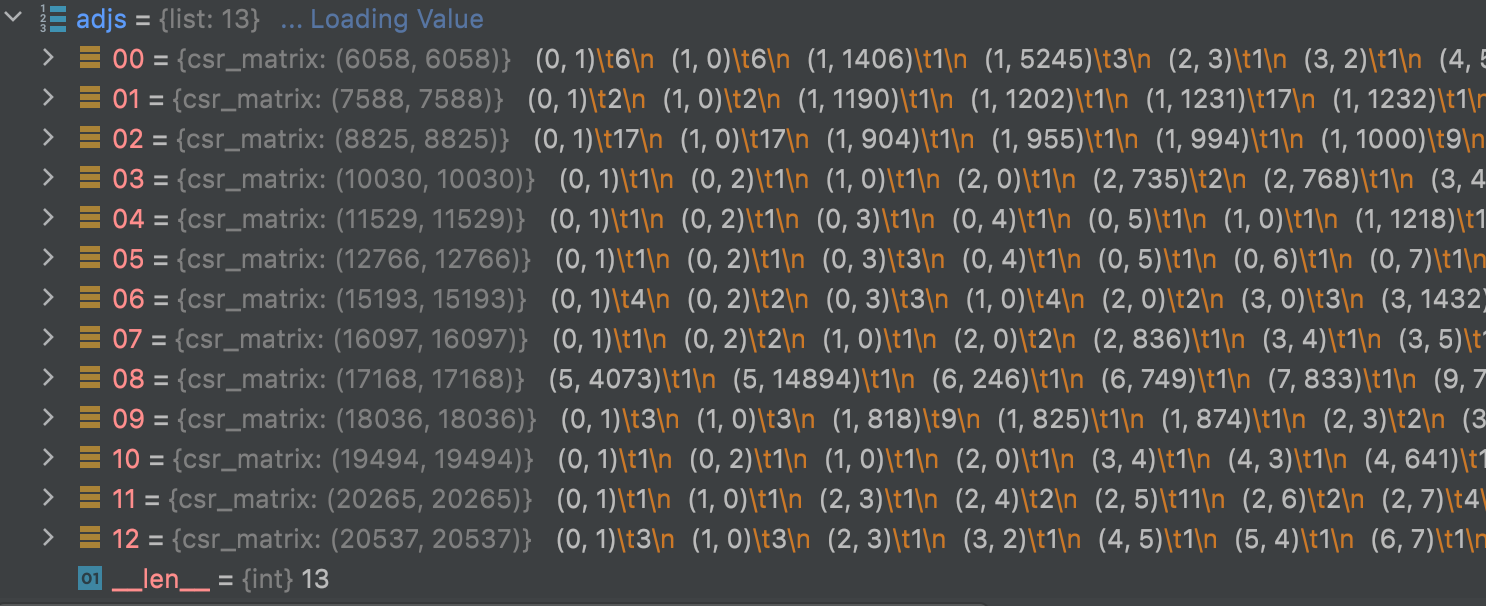 adjs = {list: 13} ... Loading Value
00 = {csr_matrix: (6058, 6058)} (0, 1)\t6\n (1, 0)\t6\n (1, 1406)\t1\n (1, 5245)\t3\n (2, 3)\t1\n (3, 2)\t1\n (4, 5
01 = {csr_matrix: (7588, 7588)} (0, 1)\t2\n (1, 0)\t2\n (1, 1190)\t1\n (1, 1202)\t1\n (1, 1231)\t17\n (1, 1232)\t1\n
02 = {csr_matrix: (8825, 8825)} (0, 1)\t17\n (1, 0)\t17\n (1, 904)\t1\n (1, 955)\t1\n (1, 994)\t1\n (1, 1000)\t9\n
03 = {csr_matrix: (10030, 10030)} (0, 1)\t1\n (0, 2)\t1\n (1, 0)\t1\n (2, 0)\t1\n (2, 735)\t2\n (2, 768)\t1\n (3, 4
04 = {csr_matrix: (11529, 11529)} (0, 1)\t1\n (0, 2)\t1\n (0, 3)\t1\n (0, 4)\t1\n (0, 5)\t1\n (1, 0)\t1\n (1, 1218)\t1
05 = {csr_matrix: (12766, 12766)} (0, 1)\t1\n (0, 2)\t1\n (0, 3)\t3\n (0, 4)\t1\n (0, 5)\t1\n (0, 6)\t1\n (0, 7)\t1\n
06 = {csr_matrix: (15193, 15193)} (0, 1)\t4\n (0, 2)\t2\n (0, 3)\t3\n (1, 0)\t4\n (2, 0)\t2\n (3, 0)\t3\n (3, 1432)
07 = {csr_matrix: (16097, 16097)} (0, 1)\t1\n (0, 2)\t2\n (1, 0)\t1\n (2, 0)\t2\n (2, 836)\t1\n (3, 4)\t1\n (3, 5)\t
08 = {csr_matrix: (17168, 17168)} (5, 4073)\t1\n (5, 14894)\t1\n (6, 246)\t1\n (6, 749)\t1\n (7, 833)\t1\n (9, 7
09 = {csr_matrix: (18036, 18036)} (0, 1)\t3\n (1, 0)\t3\n (1, 818)\t9\n (1, 825)\t1\n (1, 874)\t1\n (2, 3)\t2\n (3
10 = {csr_matrix: (19494, 19494)} (0, 1)\t1\n (0, 2)\t1\n (1, 0)\t1\n (2, 0)\t1\n (3, 4)\t1\n (4, 3)\t1\n (4, 641)\t1
11 = {csr_matrix: (20265, 20265)} (0, 1)\t1\n (1, 0)\t1\n (2, 3)\t1\n (2, 4)\t2\n (2, 5)\t11\n (2, 6)\t2\n (2, 7)\t4
12 = {csr_matrix: (20537, 20537)} (0, 1)\t3\n (1, 0)\t3\n (2, 3)\t1\n (3, 2)\t1\n (4, 5)\t1\n (5, 4)\t1\n (6, 7)\t1\n
01 __len__ = {int} 13